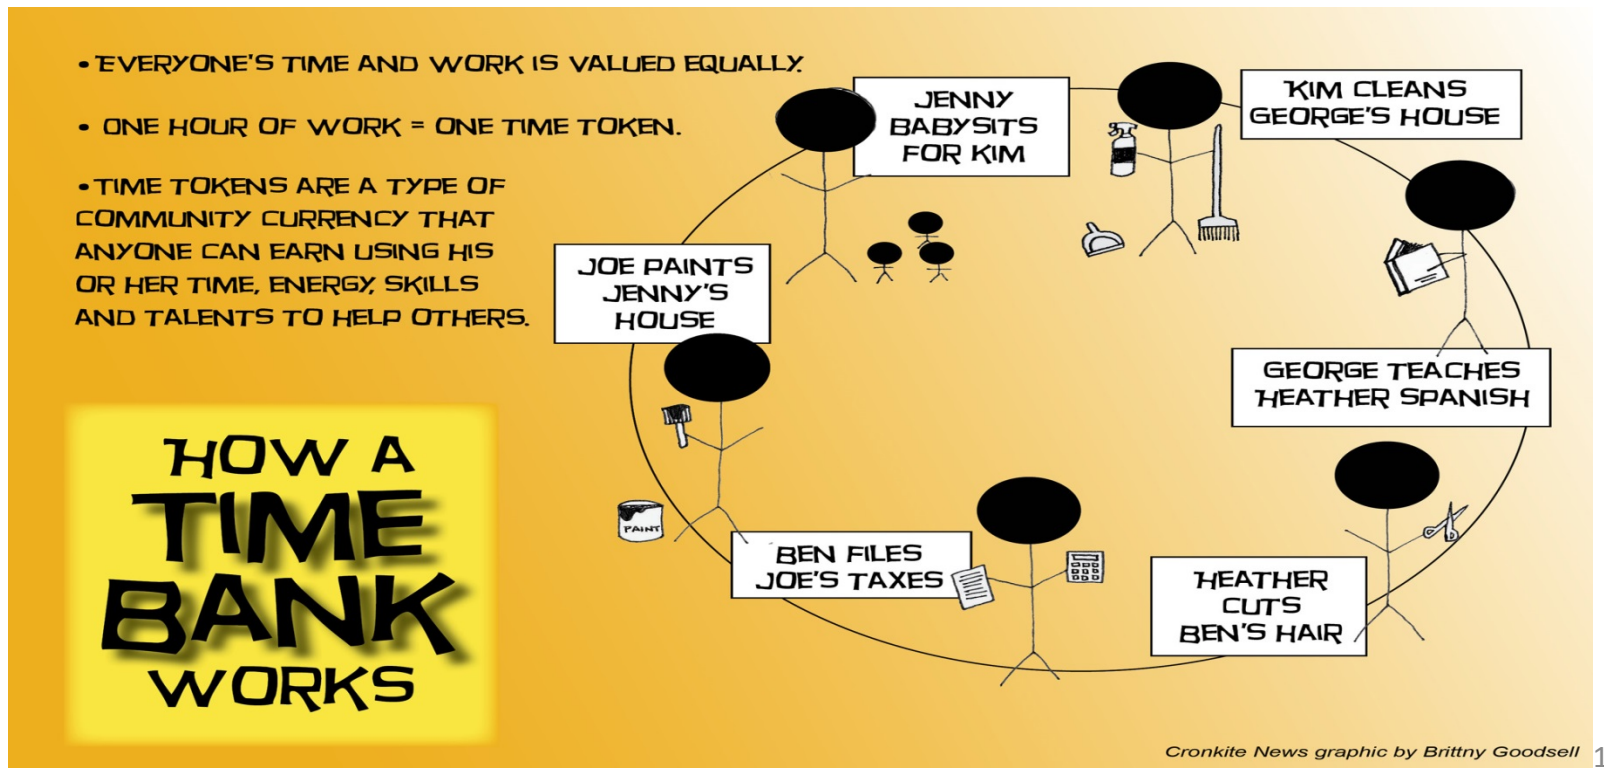 • EVERYONE'S TIME AND WORK IS VALUED EQUALLY.
• ONE HOUR OF WORK = ONE TIME TOKEN.
• TIME TOKENS ARE A TYPE OF
COMMUNITY CURRENCY THAT
ANYONE CAN EARN USING HIS
OR HER TIME, ENERGY, SKILLS
AND TALENTS TO HELP OTHERS.
HOW A
TIME
BANK
WORKS
JENNY
BABYSITS
FOR KIM
KIM CLEANS
GEORGE'S HOUSE
GEORGE TEACHES
HEATHER SPANISH
HEATHER
CUTS
BEN'S HAIR
BEN FILES
JOE'S TAXES
JOE PAINTS
JENNY'S
HOUSE
PAINT
Cronkite News graphic by Brittny Goodsell
1